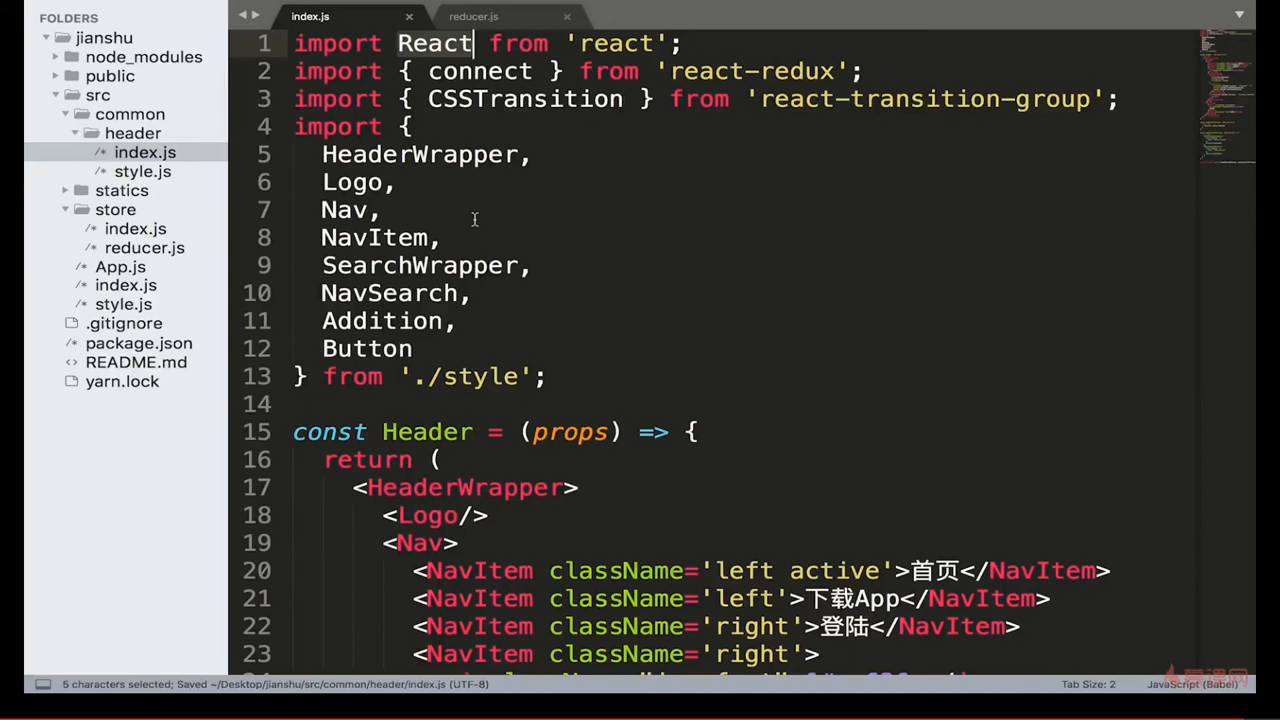 FOLDERS
jianshu
node_modules
public
src
common
header
/* index.js
/* style.js
statics
store
/* index.js
/* reducer.js
/* App.js
/* index.js
/* style.js
.gitignore
/* package.json
<> README.md
yarn.lock
index.js × reducer.js ×
1 import React from 'react';
2 import { connect } from 'react-redux';
3 import { CSSTransition } from 'react-transition-group';
4 import {
5 HeaderWrapper,
6 Logo,
7 Nav,
8 NavItem,
9 SearchWrapper,
10 NavSearch,
11 Addition,
12 Button
13 } from './style';
14
15 const Header = (props) => {
16 return (
17 <HeaderWrapper>
18 <Logo/>
19 <Nav>
20 <NavItem className='left active'>首页</NavItem>
21 <NavItem className='left'>下载App</NavItem>
22 <NavItem className='right'>登陆</NavItem>
23 <NavItem className='right'>
5 characters selected; Saved ~/Desktop/jianshu/src/common/header/index.js (UTF-8)
Tab Size: 2
JavaScript (Babel)
慕课网